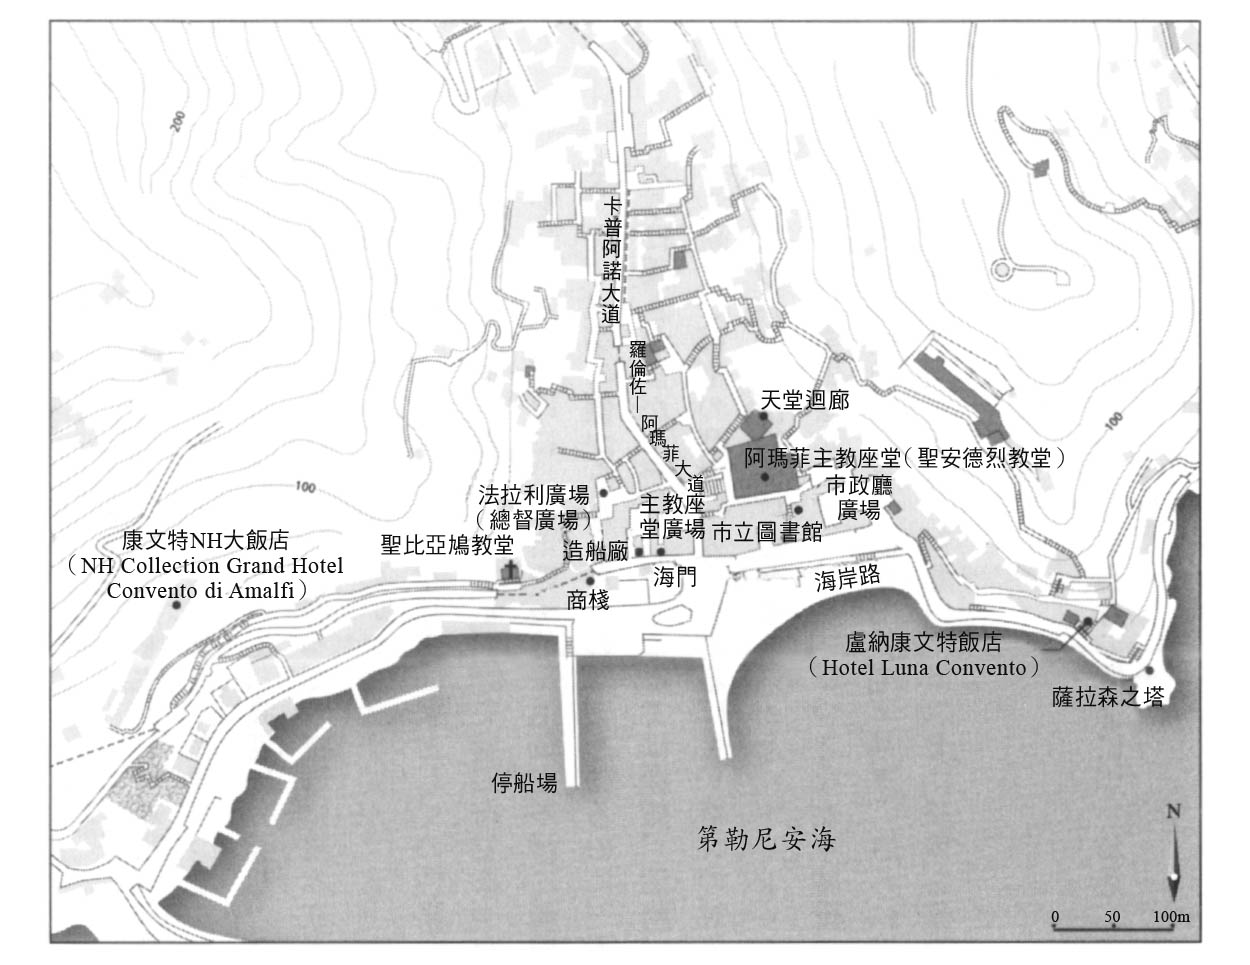 200
卡普阿諾大道
羅倫佐—阿瑪菲大道
天堂迴廊
100
阿瑪菲主教座堂（聖安德烈教堂）
100
法拉利廣場
（總督廣場）
主教座
堂廣場
市政廳
廣場
市立圖書館
康文特NH大飯店
（NH Collection Grand Hotel
Convento di Amalfi）
聖比亞鳩教堂
造船廠
海門
海岸路
商棧
盧納康文特飯店
（Hotel Luna Convento）
薩拉森之塔
停船場
第勒尼安海
N
0 50 100m